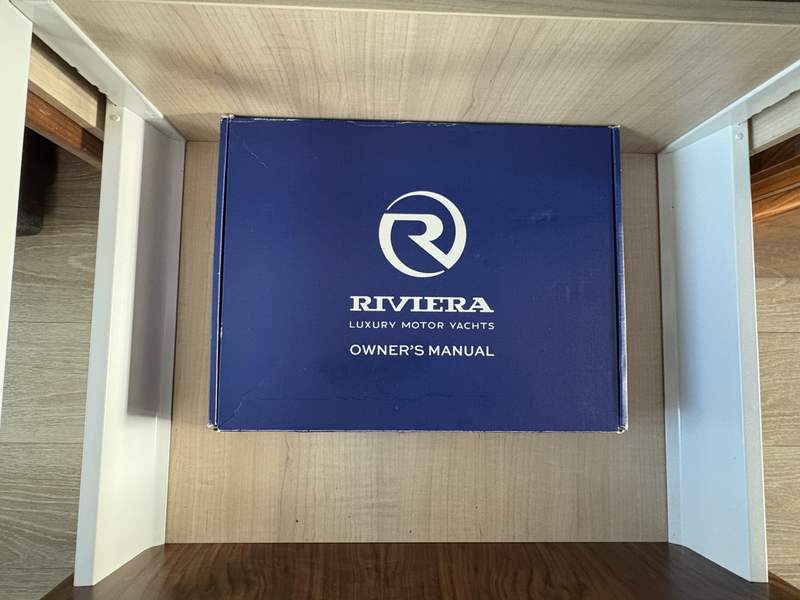 R
RIVIERA
LUXURY MOTOR YACHTS
OWNER'S MANUAL